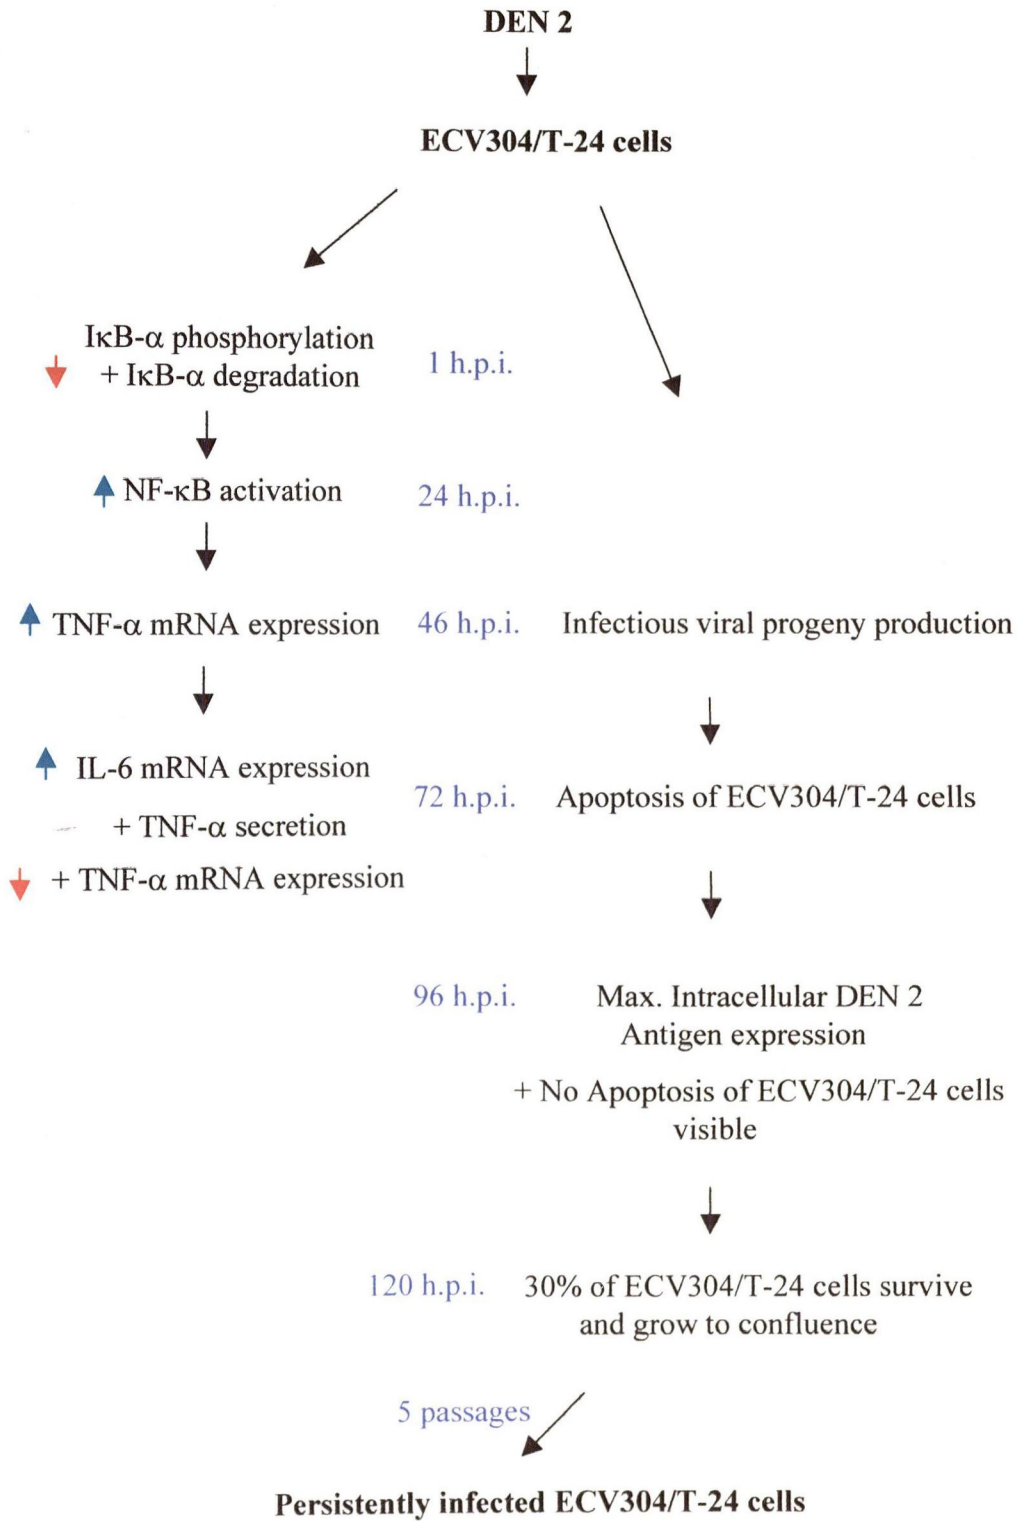 DEN 2
ECV304/T-24 cells
IκB-α phosphorylation
+ IκB-α degradation
1 h.p.i.
NF-κB activation
24 h.p.i.
TNF-α mRNA expression
46 h.p.i.
Infectious viral progeny production
IL-6 mRNA expression
+ TNF-α secretion
+ TNF-α mRNA expression
72 h.p.i.
Apoptosis of ECV304/T-24 cells
96 h.p.i.
Max. Intracellular DEN 2
Antigen expression
+ No Apoptosis of ECV304/T-24 cells
visible
120 h.p.i.
30% of ECV304/T-24 cells survive
and grow to confluence
5 passages
Persistently infected ECV304/T-24 cells